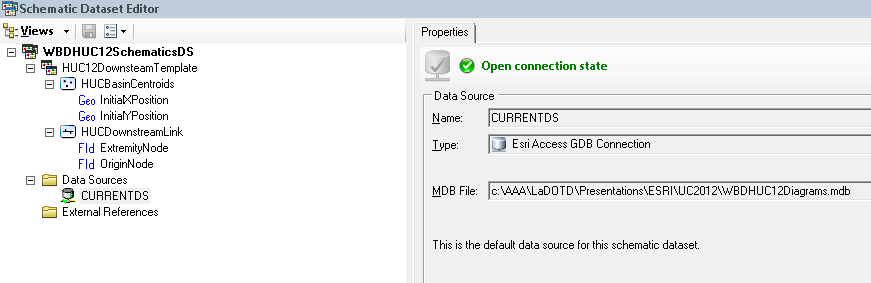 Schematic Dataset Editor
Views
Properties
WBDHUC12SchematicsDS
HUC12DownsteamTemplate
HUCBasinCentroids
Geo InitialXPosition
Geo InitialYPosition
HUCDownstreamLink
Fld ExtremityNode
Fld OriginNode
Data Sources
CURRENTDS
External References
Open connection state
Data Source
Name: CURRENTDS
Type: Esri Access GDB Connection
MDB File: c:\AAA\LaDOTD\Presentations\ESRI\UC2012\WBDHUC12Diagrams.mdb
This is the default data source for this schematic dataset.